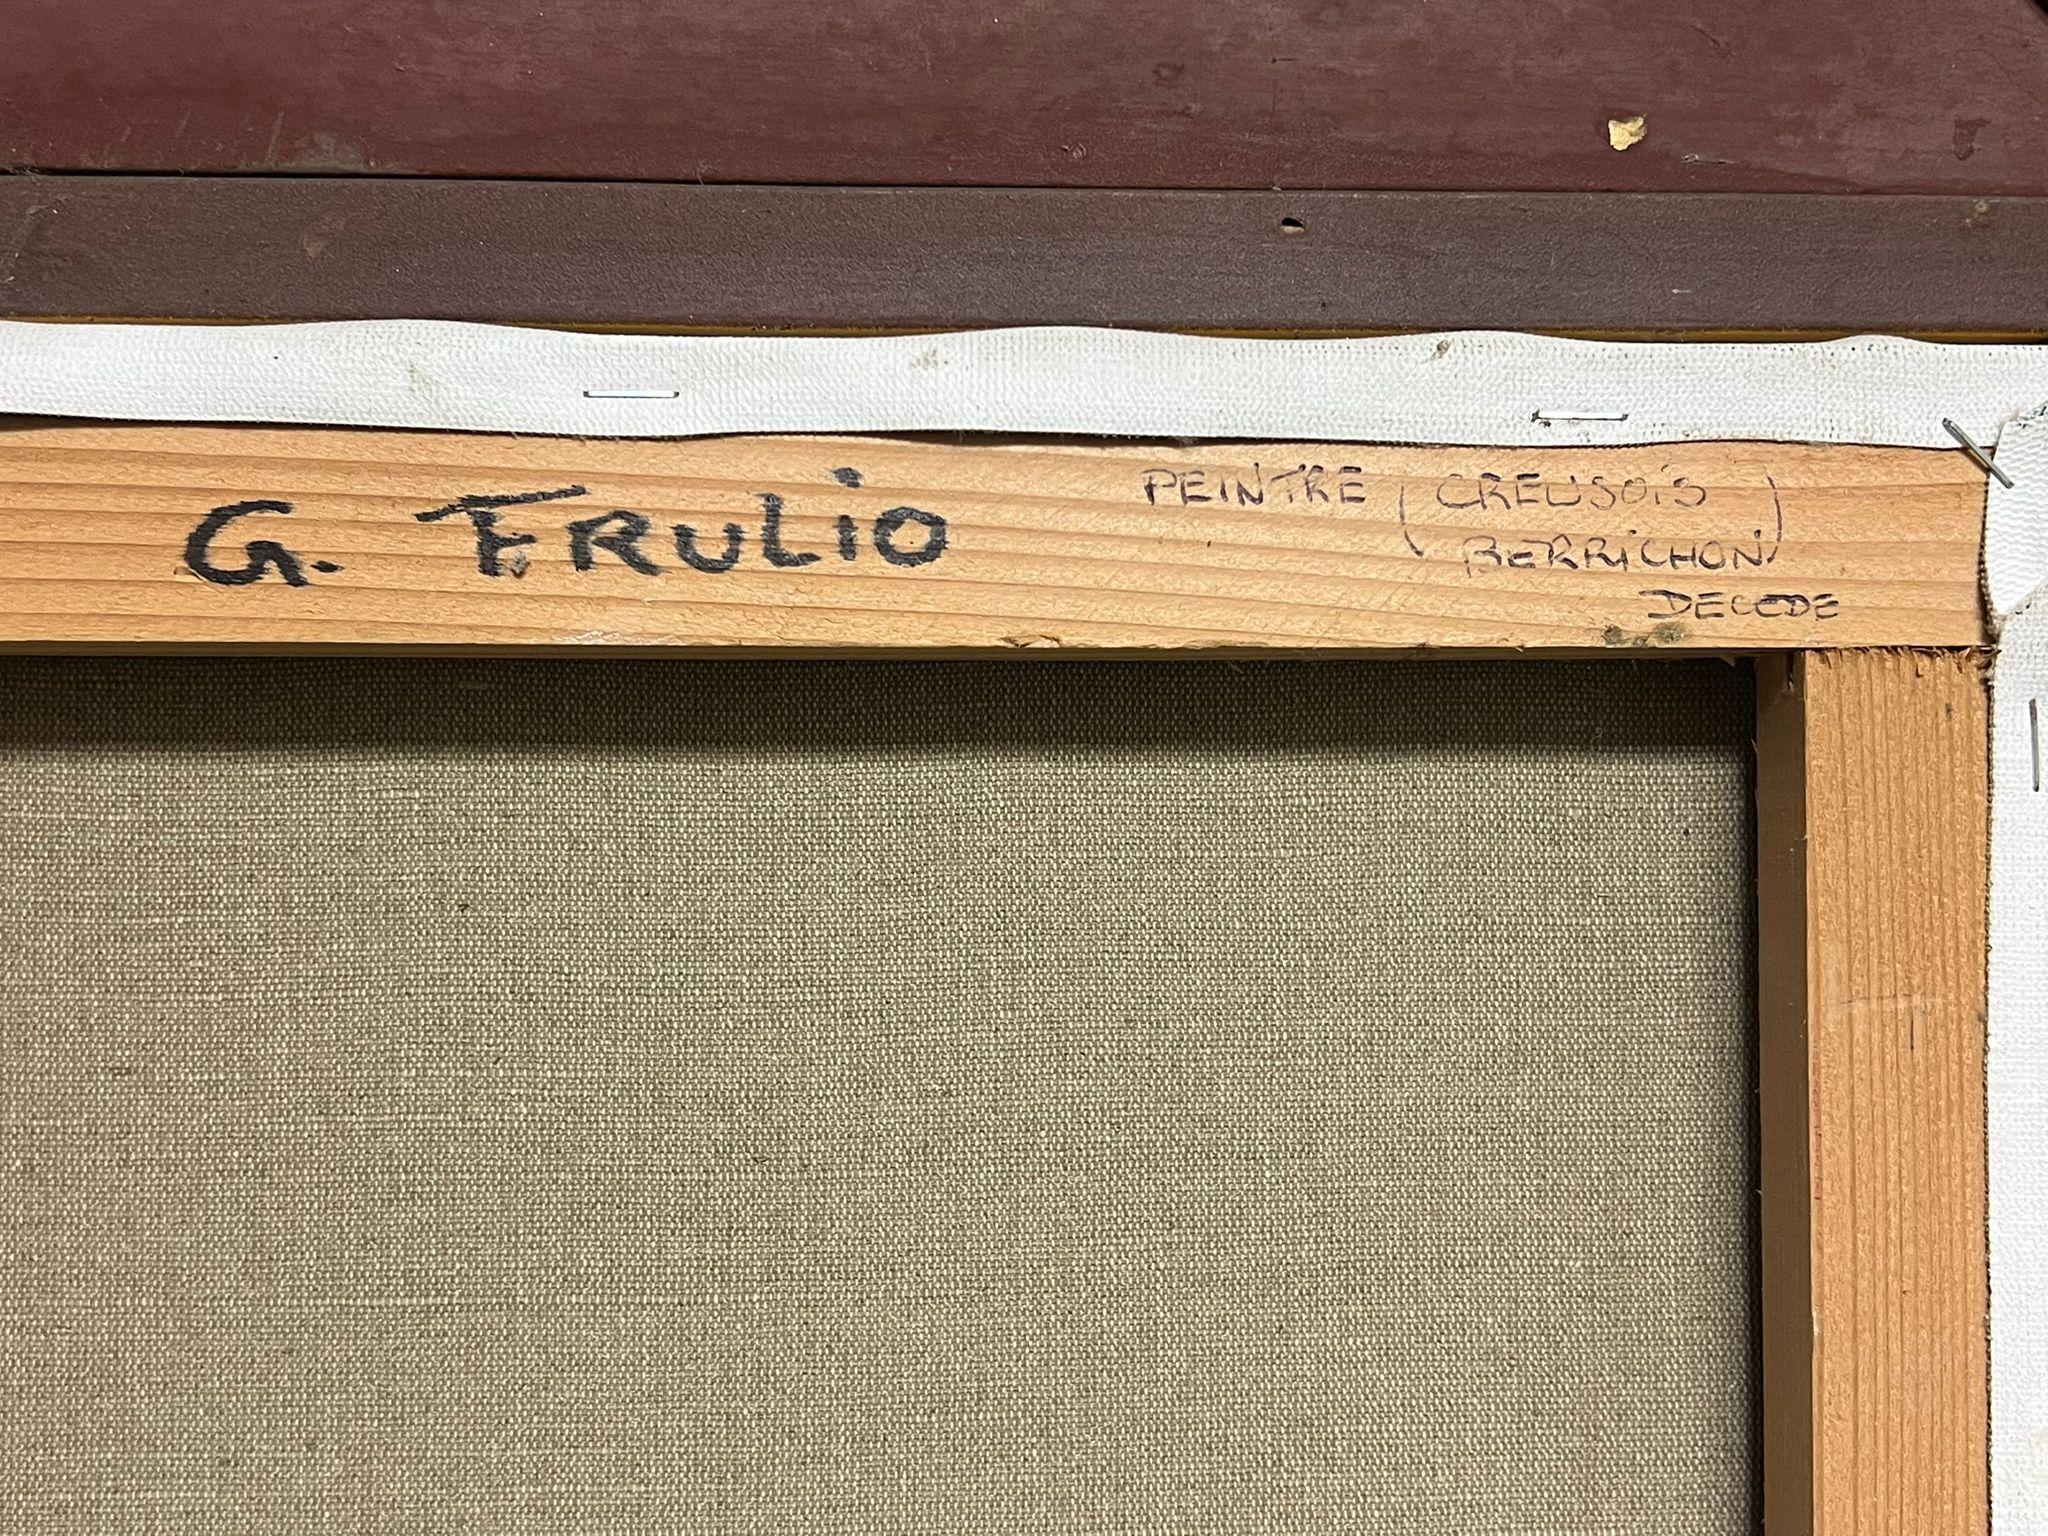 G. FRULIO
PEINTRE (CREUSOIS
BERRICHON)
DECEDE